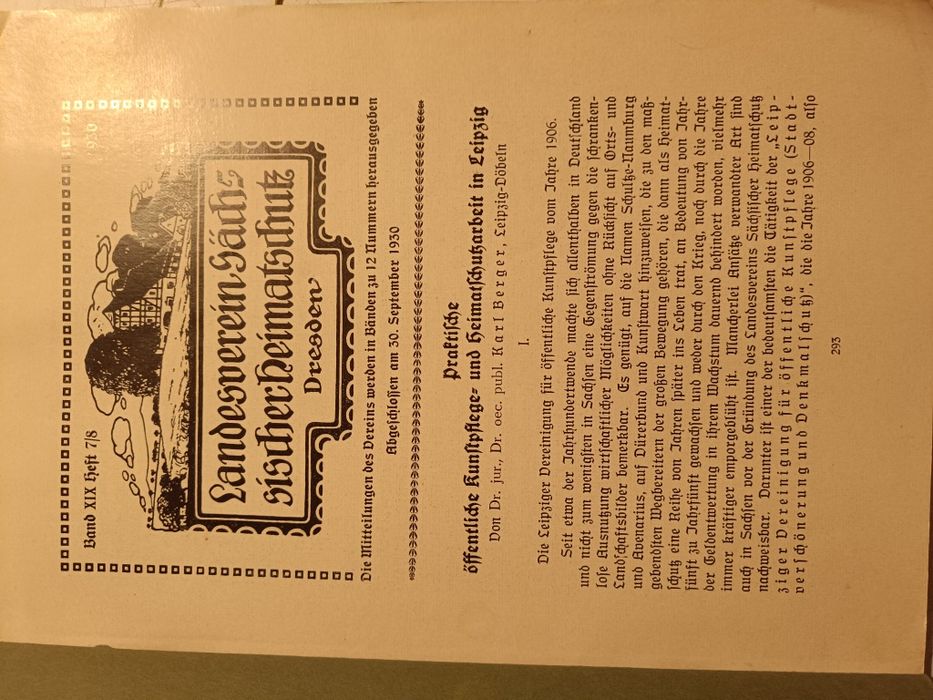 Band XIX Heft 7/8
1930
Landesverein Säch-
sischer Heimatschutz
Dresden
Die Mitteilungen des Vereins werden in Bänden zu 12 Nummern herausgegeben
Abgeschlossen am 30. September 1930
Praktische
öffentliche Kunstpflege- und Heimatschutzarbeit in Leipzig
Von Dr. jur., Dr. oec. publ. Karl Berger, Leipzig-Döbeln
I.
Die Leipziger Vereinigung für öffentliche Kunstpflege vom Jahre 1906.
Seit etwa der Jahrhundertwende machte sich allenthalben in Deutschland
und nicht zum wenigsten in Sachsen eine Gegenströmung gegen die schranken-
lose Ausnutzung wirtschaftlicher Möglichkeiten ohne Rücksicht auf Orts- und
Landschaftsbilder bemerkbar. Es genügt, auf die Namen Schultze-Naumburg
und Avenarius, auf Dürerbund und Kunstwart hinzuweisen, die zu den maß-
gebendsten Wegbereitern der großen Bewegung gehören, die dann als Heimat-
schutz eine Reihe von Jahren später ins Leben trat, an Bedeutung von Jahr-
fünft zu Jahrfünft gewachsen und weder durch den Krieg, noch durch die Jahre
der Geldentwertung in ihrem Wachstum dauernd behindert worden, vielmehr
immer kräftiger emporgeblüht ist. Mancherlei Ansätze verwandter Art sind
auch in Sachsen vor der Gründung des Landesvereins Sächsischer Heimatschutz
nachweisbar. Darunter ist einer der bedeutsamsten die Tätigkeit der „Leip-
ziger Vereinigung für öffentliche Kunstpflege (Stadt-
verschönerung und Denkmalschutz)“, die die Jahre 1906—08, also
293